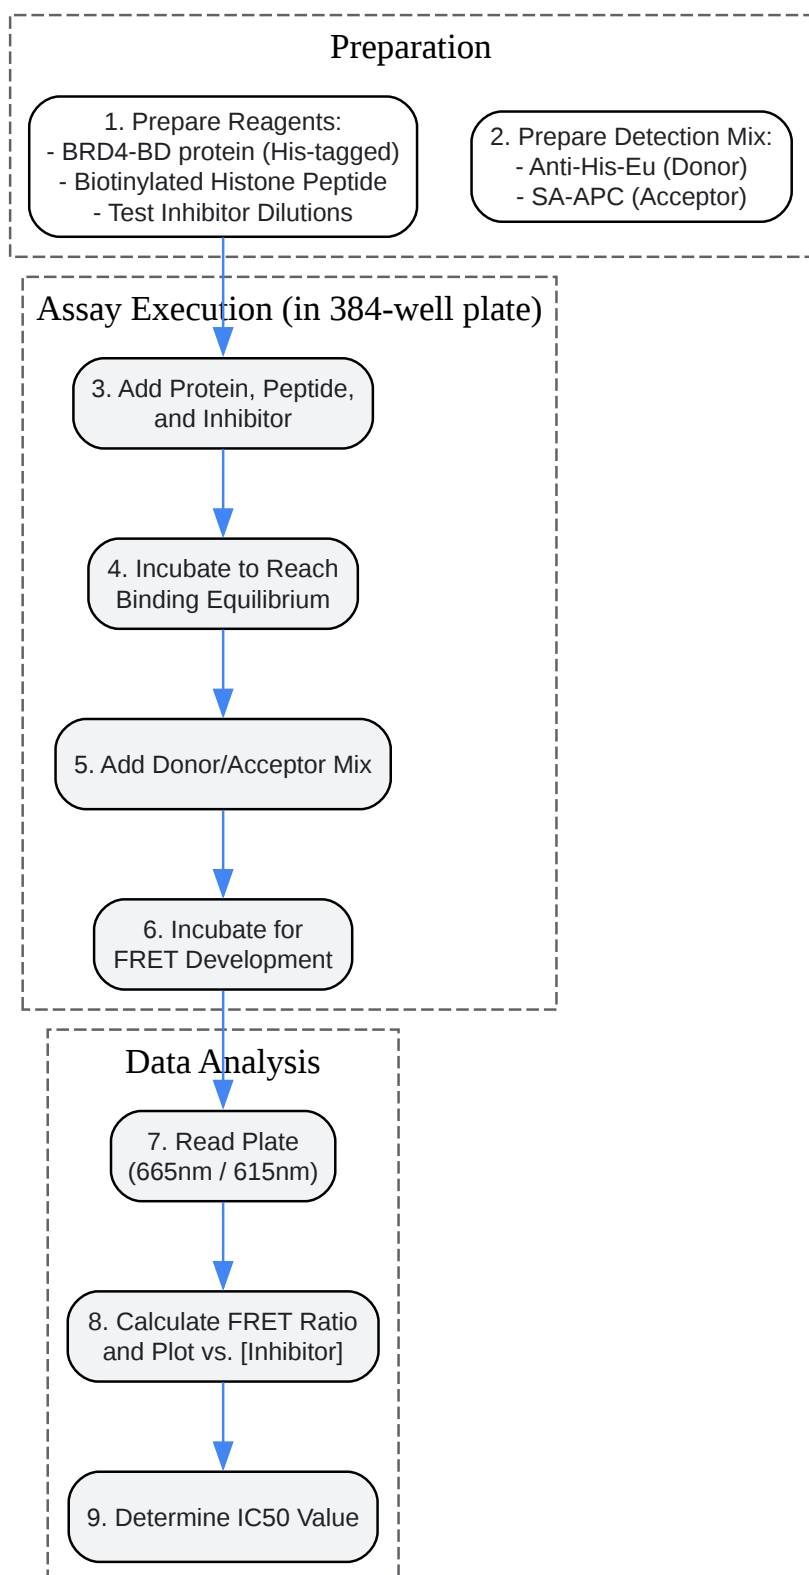 Preparation
1. Prepare Reagents:
- BRD4-BD protein (His-tagged)
- Biotinylated Histone Peptide
- Test Inhibitor Dilutions
2. Prepare Detection Mix:
- Anti-His-Eu (Donor)
- SA-APC (Acceptor)
Assay Execution (in 384-well plate)
3. Add Protein, Peptide,
and Inhibitor
4. Incubate to Reach
Binding Equilibrium
5. Add Donor/Acceptor Mix
6. Incubate for
FRET Development
Data Analysis
7. Read Plate
(665nm / 615nm)
8. Calculate FRET Ratio
and Plot vs. [Inhibitor]
9. Determine IC50 Value